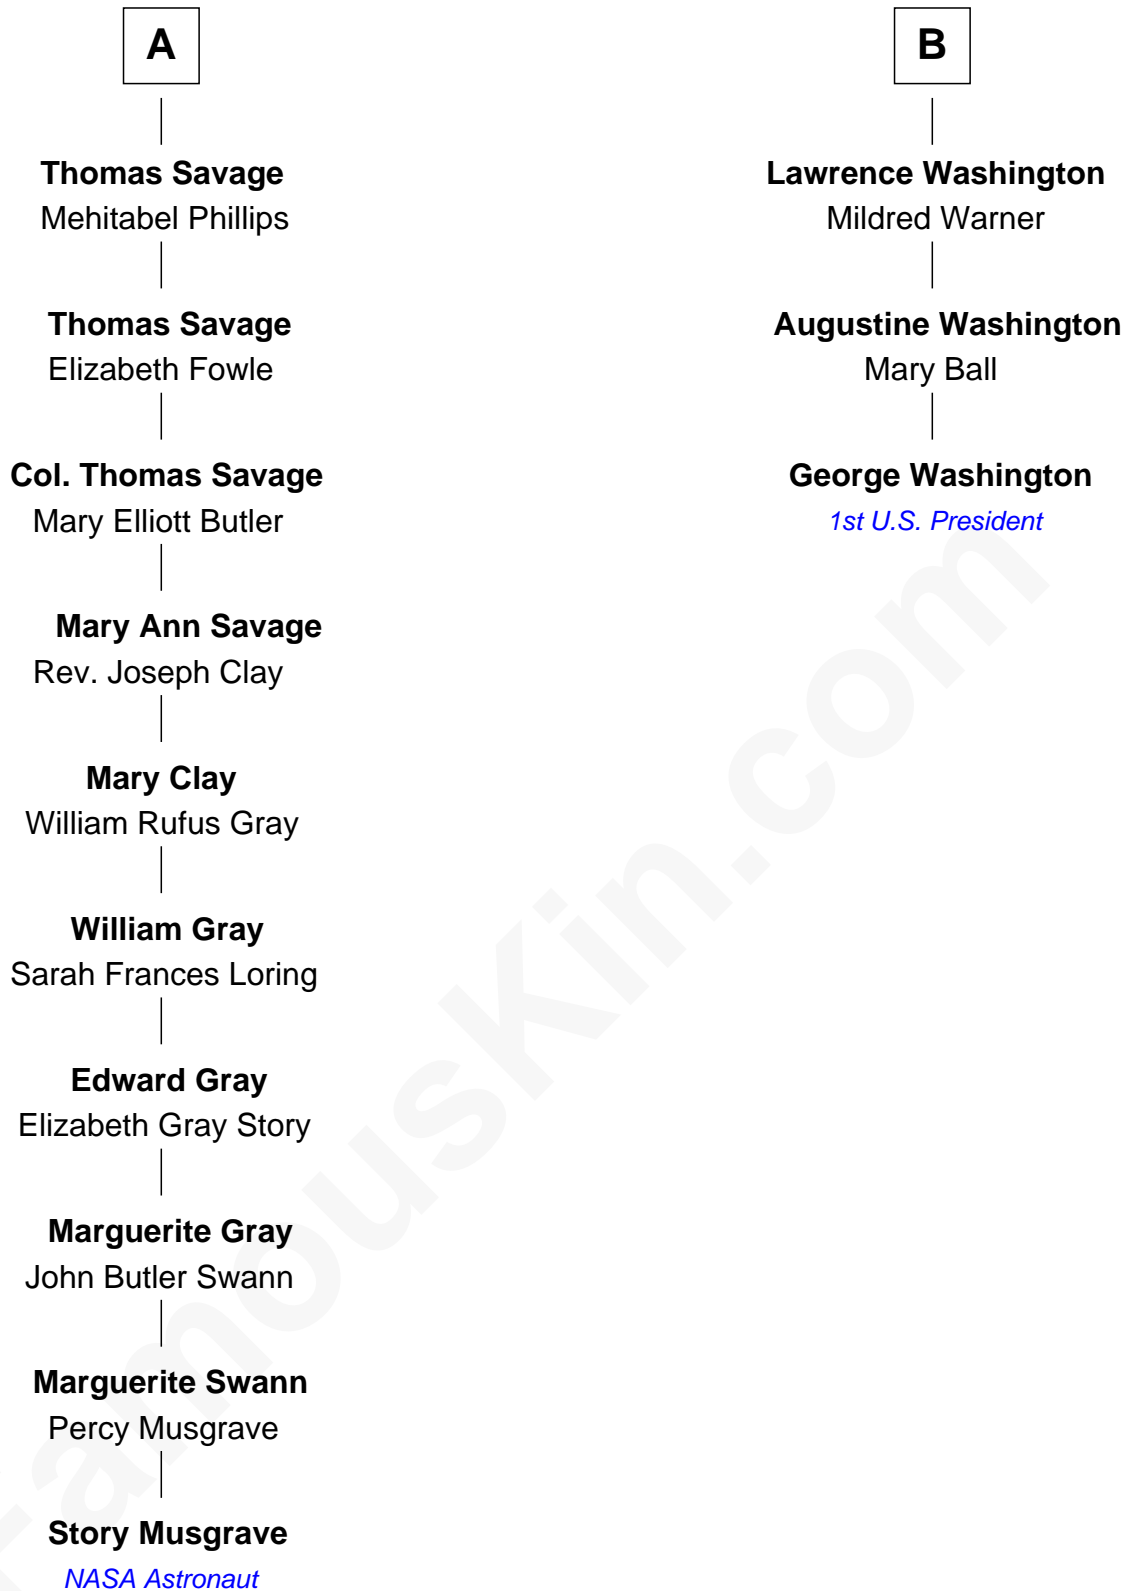 A
Thomas Savage
Mehitabel Phillips
Thomas Savage
Elizabeth Fowle
Col. Thomas Savage
Mary Elliott Butler
Mary Ann Savage
Rev. Joseph Clay
Mary Clay
William Rufus Gray
William Gray
Sarah Frances Loring
Edward Gray
Elizabeth Gray Story
Marguerite Gray
John Butler Swann
Marguerite Swann
Percy Musgrave
Story Musgrave
NASA Astronaut
B
Lawrence Washington
Mildred Warner
Augustine Washington
Mary Ball
George Washington
1st U.S. President
FamousKin.com